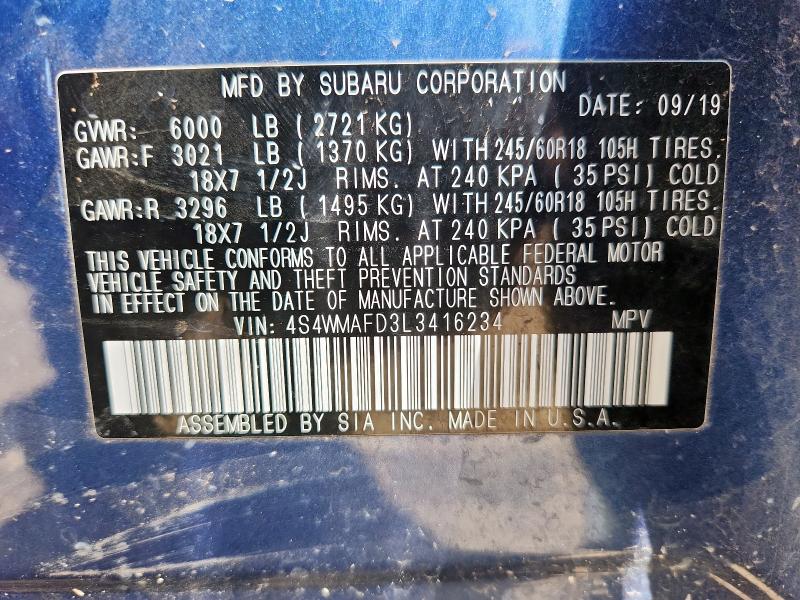 MFD BY SUBARU CORPORATION
DATE: 09/19
GVWR: 6000 LB ( 2721 KG)
GAWR:F 3021 LB ( 1370 KG) WITH 245/60R18 105H TIRES.
18X7 1/2J RIMS. AT 240 KPA ( 35 PSI) COLD
GAWR:R 3296 LB ( 1495 KG) WITH 245/60R18 105H TIRES.
18X7 1/2J RIMS. AT 240 KPA ( 35 PSI) COLD
THIS VEHICLE CONFORMS TO ALL APPLICABLE FEDERAL MOTOR
VEHICLE SAFETY AND THEFT PREVENTION STANDARDS
IN EFFECT ON THE DATE OF MANUFACTURE SHOWN ABOVE.
VIN: 4S4WMAFD3L3416234 MPV
ASSEMBLED BY SIA INC. MADE IN U.S.A.